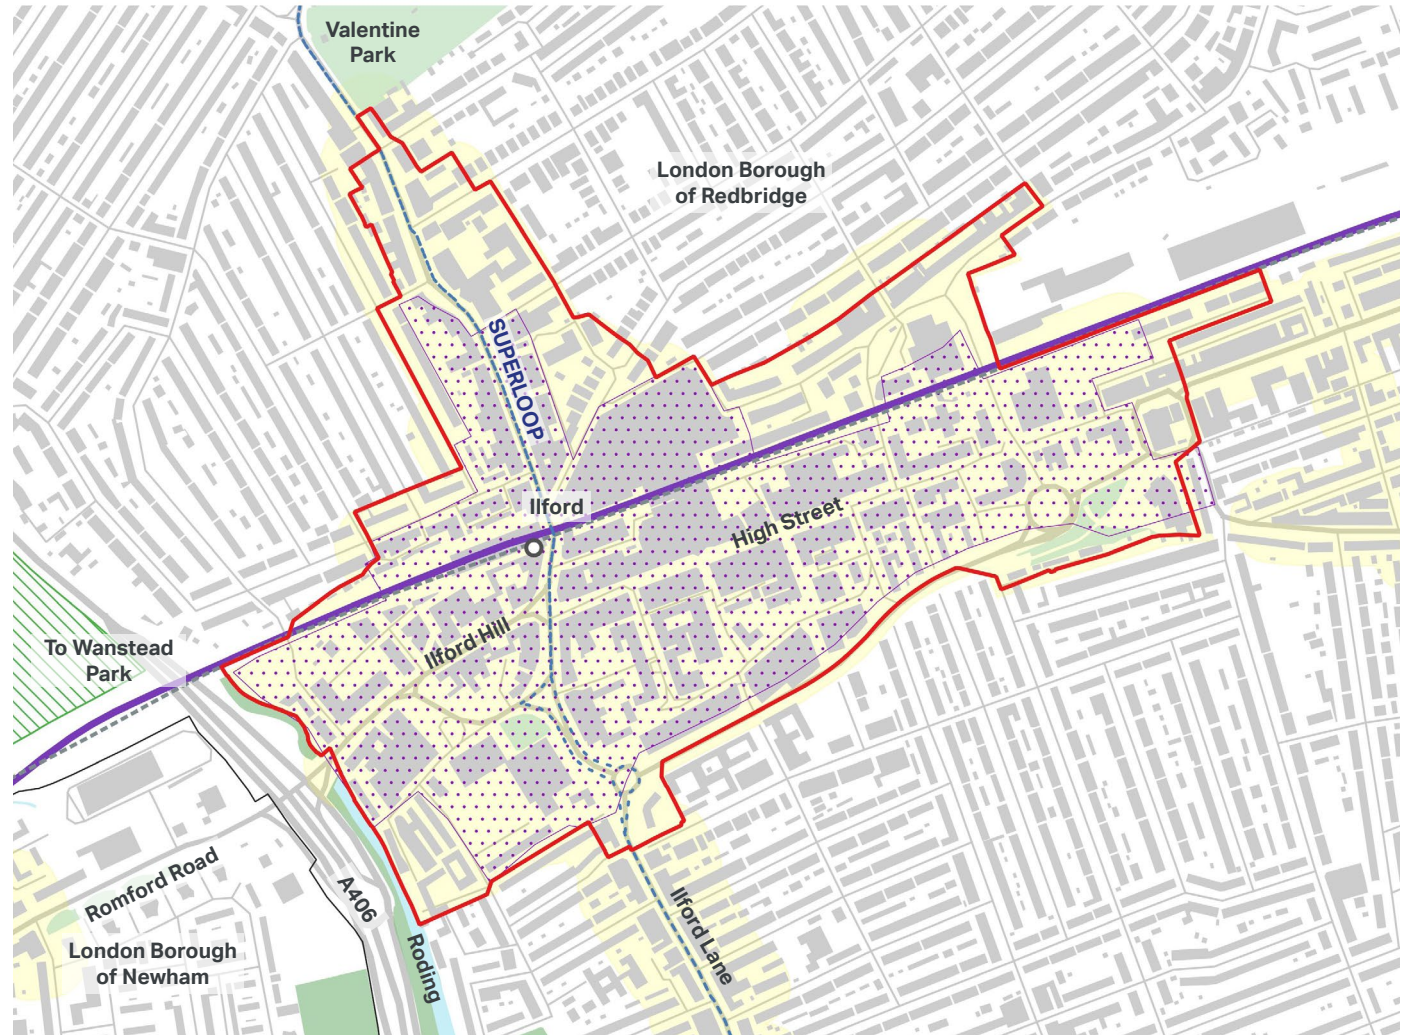 Valentine
Park
London Borough
of Redbridge
SUPERLOOP
Ilford
High Street
Ilford Hill
To Wanstead
Park
Romford Road
A406
Ilford Lane
London Borough
of Newham
Roding